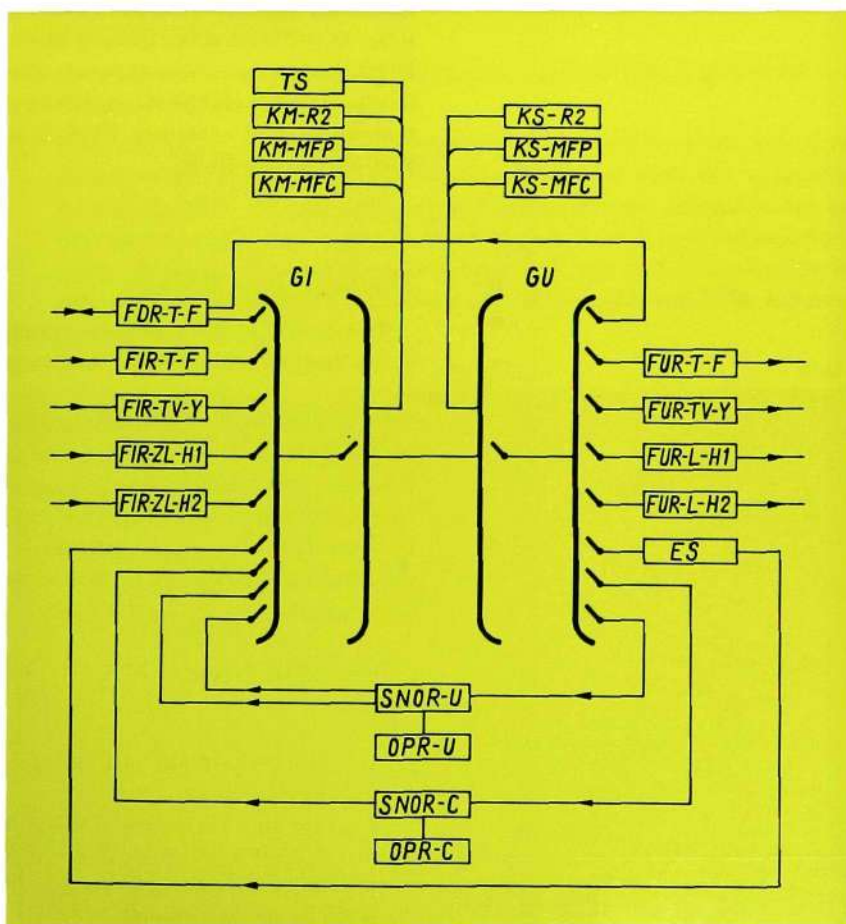 TS
KM-R2
KM-MFP
KM-MFC
KS-R2
KS-MFP
KS-MFC
GI
GU
FDR-T-F
FIR-T-F
FIR-TV-Y
FIR-ZL-H1
FIR-ZL-H2
FUR-T-F
FUR-TV-Y
FUR-L-H1
FUR-L-H2
ES
SNOR-U
OPR-U
SNOR-C
OPR-C